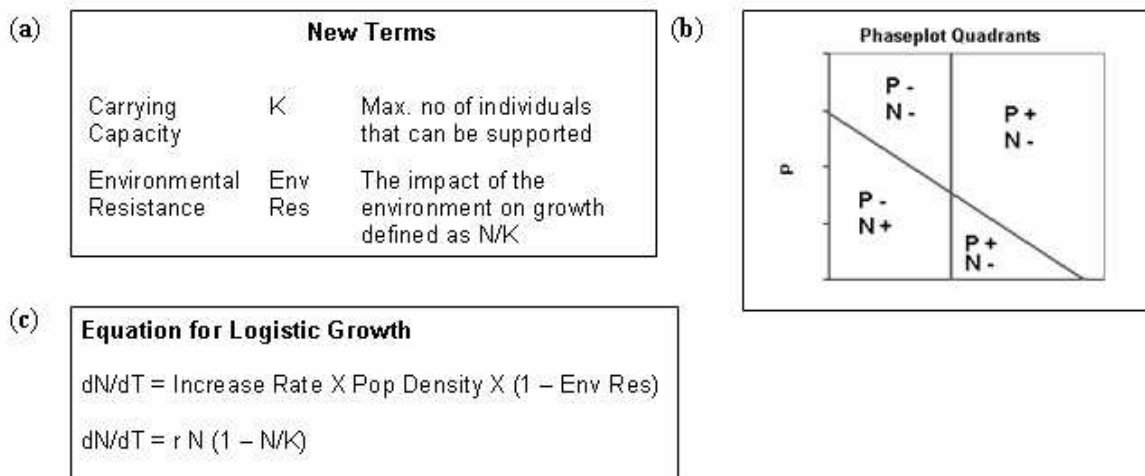 (a)
New Terms
Carrying Capacity K Max. no of individuals that can be supported
Environmental Resistance Env Res The impact of the environment on growth defined as N/K
(b)
Phaseplot Quadrants
P -
N -
P +
N -
P
P -
N +
P +
N -
(c)
Equation for Logistic Growth
dN/dT = Increase Rate X Pop Density X (1 – Env Res)
dN/dT = r N (1 – N/K)